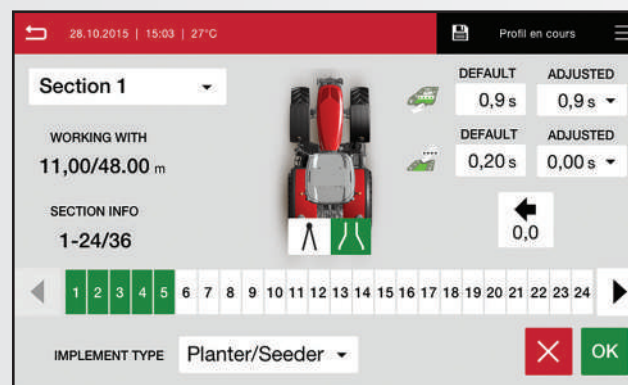 28.10.2015 | 15:03 | 27°C
Profil en cours
Section 1
DEFAULT ADJUSTED
0,9 s 0,9 s
WORKING WITH
11,00/48.00 m
DEFAULT ADJUSTED
0,20 s 0,00 s
SECTION INFO
1-24/36
0,0
1 2 3 4 5 6 7 8 9 10 11 12 13 14 15 16 17 18 19 20 21 22 23 24
IMPLEMENT TYPE Planter/Seeder
OK